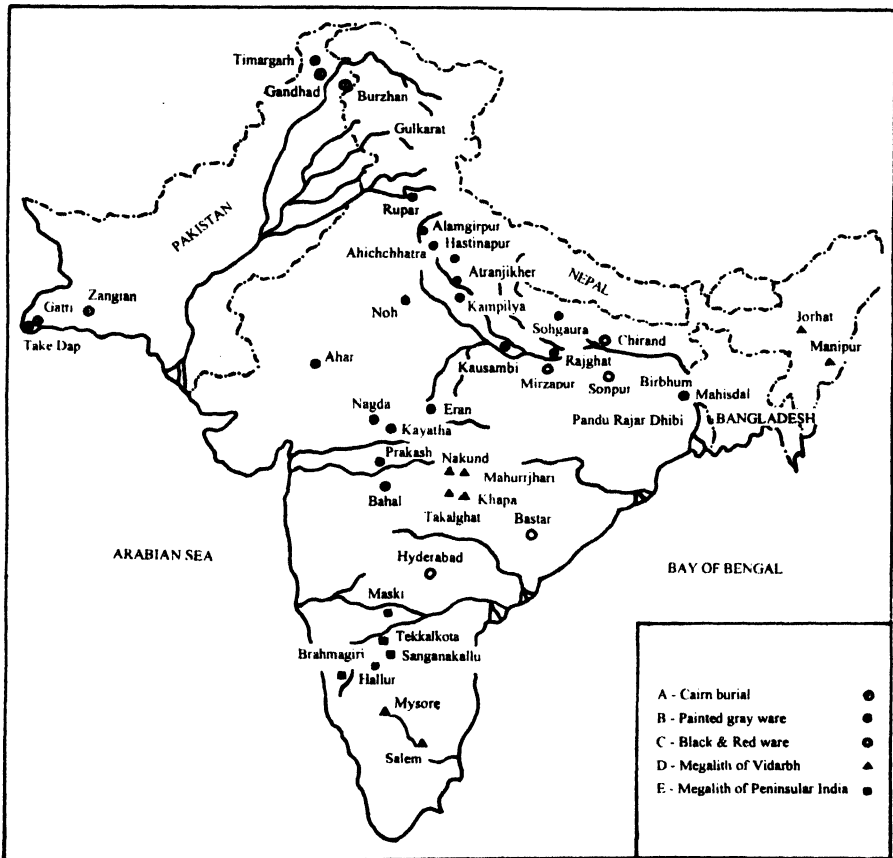 Timargarh
Gandhad
Burzhan
Gulkarat
PAKISTAN
Rupar
Alamgirpur
Hastinapur
Ahichchhatra
Atranjikher
NEPAL
Zangian
Gatti
Noh
Kampilya
Jorhat
Take Dap
Sohgaura
Chirand
Manipur
Ahar
Kausambi
Rajghat
Mirzapur
Sonpur
Birbhum
Mahisdal
Nagda
Eran
Pandu Rajar Dhibi
BANGLADESH
Kayatha
Prakash
Nakund
Mahurrjhari
Bahal
Khapa
Takalghat
Bastar
ARABIAN SEA
Hyderabad
BAY OF BENGAL
Maski
Tekkalkota
Brahmagiri
Sanganakallu
Hallur
Mysore
Salem
A - Cairn burial
B - Painted gray ware
C - Black & Red ware
D - Megalith of Vidarbh
E - Megalith of Peninsular India